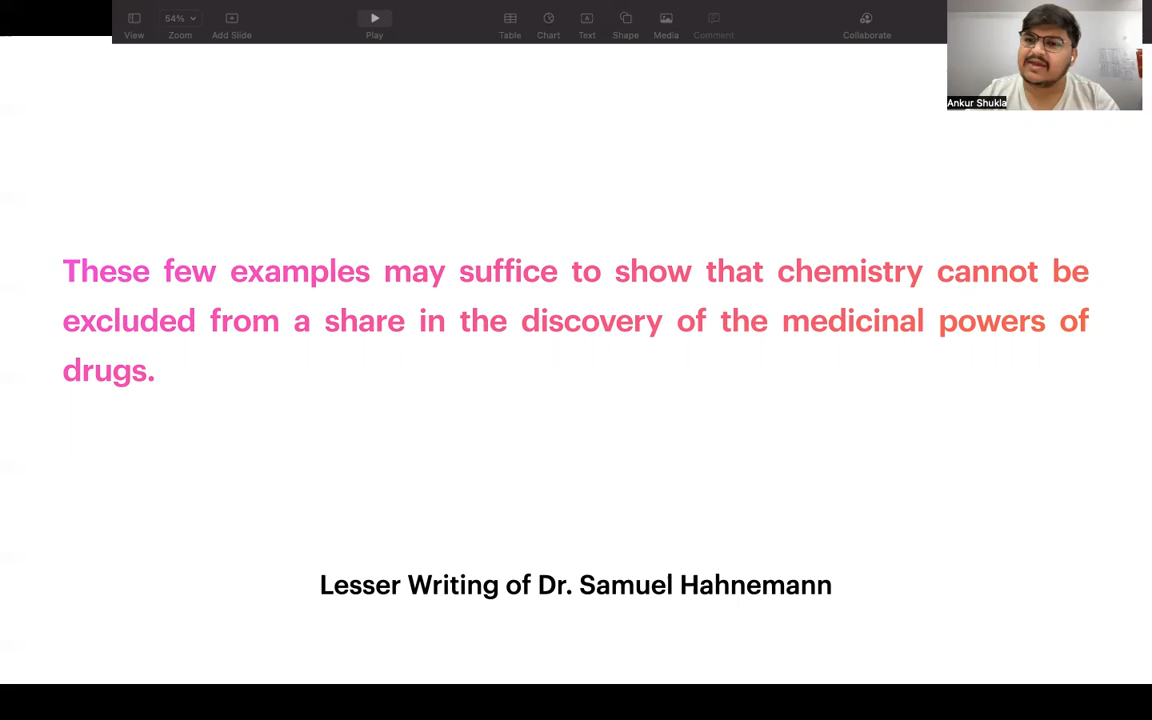 54%
View Zoom Add Slide Play Table Chart Text Shape Media Comment Collaborate
Ankur Shukla
These few examples may suffice to show that chemistry cannot be
excluded from a share in the discovery of the medicinal powers of
drugs.
Lesser Writing of Dr. Samuel Hahnemann